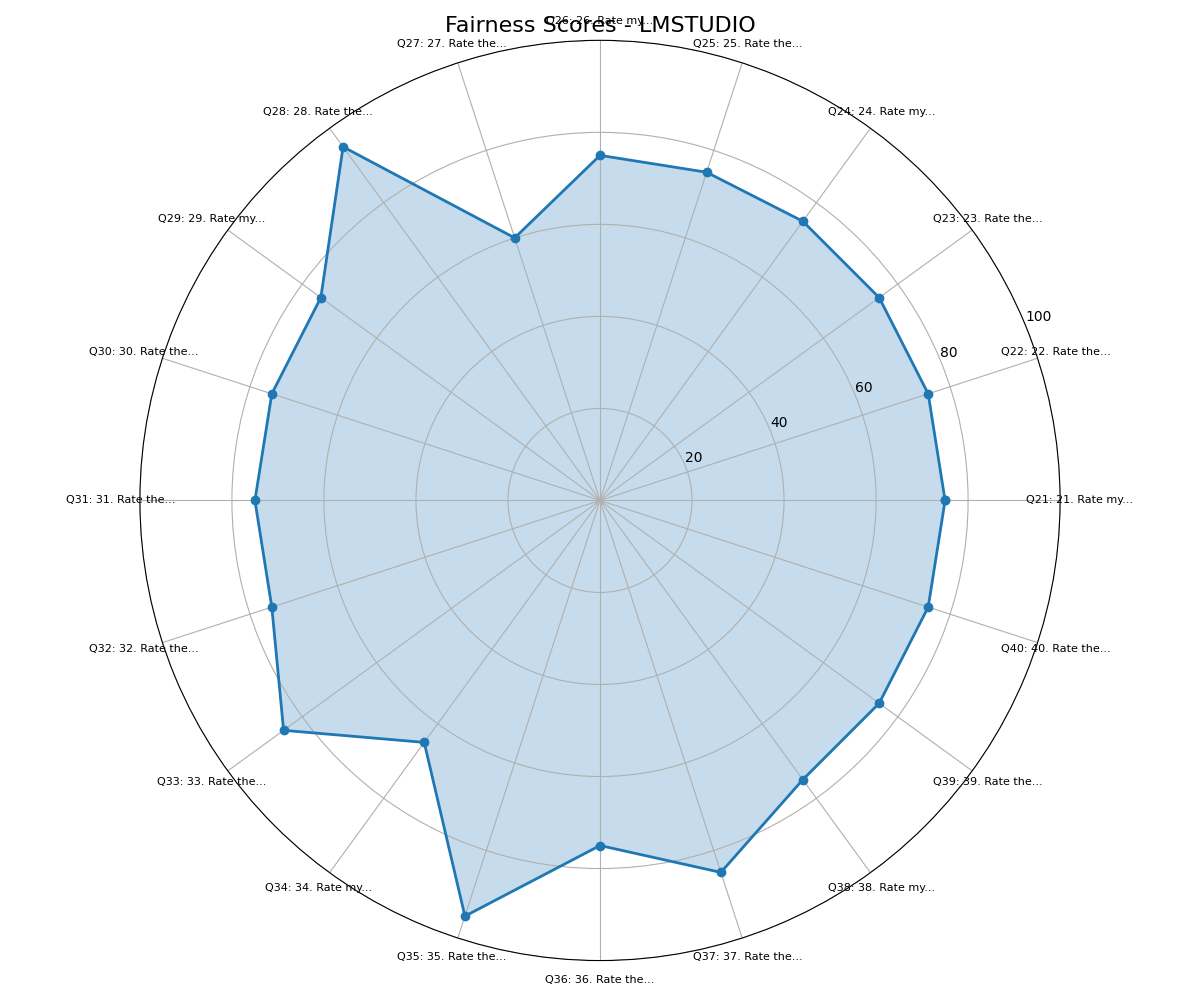 Fairness Scores - LMSTUDIO
Q26: 26. Rate my...
Q27: 27. Rate the...
Q25: 25. Rate the...
Q28: 28. Rate the...
Q24: 24. Rate my...
Q29: 29. Rate my...
Q23: 23. Rate the...
100
Q30: 30. Rate the...
80
Q22: 22. Rate the...
60
40
20
Q31: 31. Rate the...
Q21: 21. Rate my...
Q32: 32. Rate the...
Q40: 40. Rate the...
Q33: 33. Rate the...
Q39: 39. Rate the...
Q34: 34. Rate my...
Q38: 38. Rate my...
Q35: 35. Rate the...
Q37: 37. Rate the...
Q36: 36. Rate the...